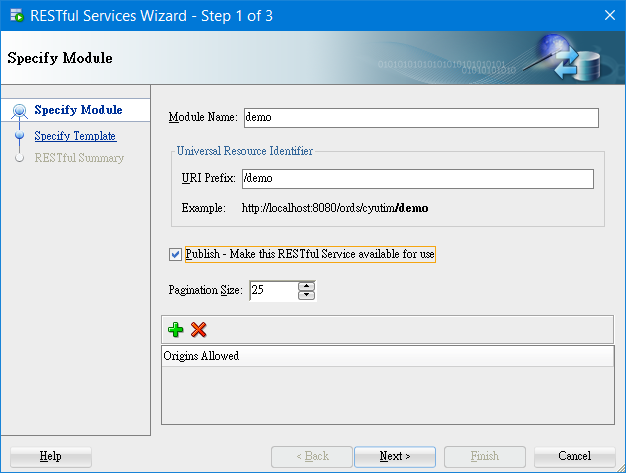 RESTful Services Wizard - Step 1 of 3
Specify Module
010101010101010101010101
0101010101
Specify Module
Specify Template
RESTful Summary
Module Name: demo
Universal Resource Identifier
URI Prefix: /demo
Example: http://localhost:8080/ords/cyutim/demo
Publish - Make this RESTful Service available for use
Pagination Size: 25
Origins Allowed
Help
< Back
Next >
Finish
Cancel